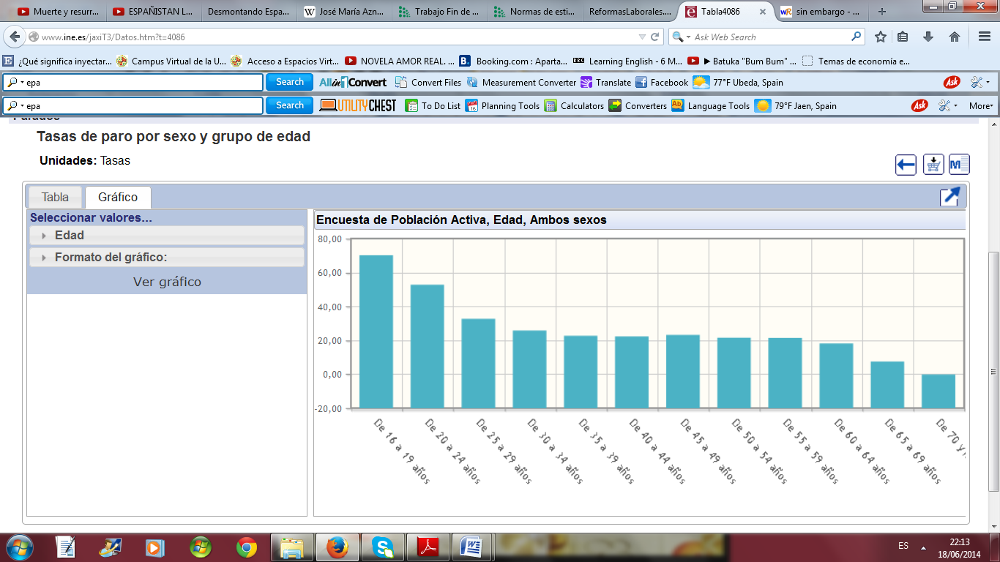 Muerte y resurr...
ESPAÑISTAN L...
Desmontando Espa...
W José María Azn...
Trabajo Fin de ...
Normas de esti...
ReformasLaborales....
Tabla4086
sin embargo - ...
www.ine.es/jaxiT3/Datos.htm?t=4086
Ask Web Search
¿Qué significa inyectar...
Campus Virtual de la U...
Acceso a Espacios Virt...
NOVELA AMOR REAL. ...
B. Booking.com : Aparta...
BBC Learning English - 6 M...
▶ Batuka "Bum Bum" ...
Temas de economía e...
epa
Search
All in 1 Convert
Convert Files
Measurement Converter
Translate
Facebook
77°F Ubeda, Spain
Ask
epa
Search
UTILITYCHEST
To Do List
Planning Tools
Calculators
Converters
Language Tools
79°F Jaen, Spain
Ask
More
Parados
Tasas de paro por sexo y grupo de edad
Unidades: Tasas
Tabla
Gráfico
Seleccionar valores...
Edad
Formato del gráfico:
Ver gráfico
Encuesta de Población Activa, Edad, Ambos sexos
80,00
60,00
40,00
20,00
0,00
-20,00
De 16 a 19 años
De 20 a 24 años
De 25 a 29 años
De 30 a 34 años
De 35 a 39 años
De 40 a 44 años
De 45 a 49 años
De 50 a 54 años
De 55 a 59 años
De 60 a 64 años
De 65 a 69 años
De 70 y
ES
22:13
18/06/2014